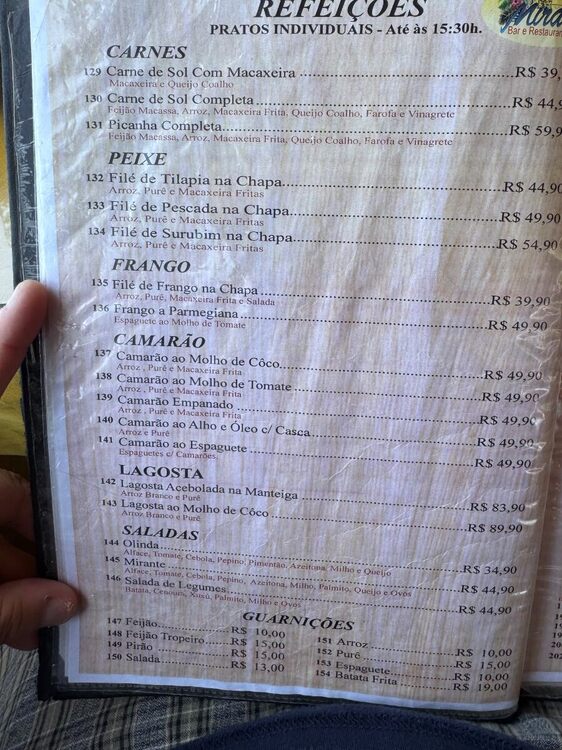 REFEIÇÕES
PRATOS INDIVIDUAIS - Até às 15:30h.
Bar e Restaura
CARNES
129 Carne de Sol Com Macaxeira ........ R$ 39,
Macaxeira e Queijo Coalho
130 Carne de Sol Completa ........ R$ 44,
Feijão Macassa, Arroz, Macaxeira Frita, Queijo Coalho, Farofa e Vinagrete
131 Picanha Completa ........ R$ 59,9
Feijão Macassa, Arroz, Macaxeira Frita, Queijo Coalho, Farofa e Vinagrete
PEIXE
132 Filé de Tilapia na Chapa ........ R$ 44,90
Arroz, Purê e Macaxeira Fritas
133 Filé de Pescada na Chapa ........ R$ 49,90
Arroz, Purê e Macaxeira Fritas
134 Filé de Surubim na Chapa ........ R$ 54,90
Arroz, Purê e Macaxeira Fritas
FRANGO
135 Filé de Frango na Chapa ........ R$ 39,90
Arroz, Purê, Macaxeira Frita e Salada
136 Frango a Parmegiana ........ R$ 49,90
Espaguete ao Molho de Tomate
CAMARÃO
137 Camarão ao Molho de Côco ........ R$ 49,90
Arroz , Purê e Macaxeira Frita
138 Camarão ao Molho de Tomate ........ R$ 49,90
Arroz , Purê e Macaxeira Frita
139 Camarão Empanado ........ R$ 49,90
Arroz , Purê e Macaxeira Frita
140 Camarão ao Alho e Óleo c/ Casca ........ R$ 49,90
Arroz e Purê
141 Camarão ao Espaguete ........ R$ 49,90
Espaguetes c/ Camarões
LAGOSTA
142 Lagosta Acebolada na Manteiga ........ R$ 83,90
Arroz Branco e Purê
143 Lagosta ao Molho de Côco ........ R$ 89,90
Arroz Branco e Purê
SALADAS
144 Olinda ........ R$ 34,90
Alface, Tomate, Cebola, Pepino, Pimentão, Azeitona, Milho e Queijo
145 Mirante ........ R$ 44,90
Alface, Tomate, Cebola, Pepino, Azeitona, Milho, Palmito, Queijo e Ovos
146 Salada de Legumes ........ R$ 44,90
Batata, Cenoura, Xuxú, Palmito, Milho e Ovos
GUARNIÇÕES
147 Feijão ........ R$ 10,00
148 Feijão Tropeiro ........ R$ 15,00
149 Pirão ........ R$ 15,00
150 Salada ........ R$ 13,00
151 Arroz ........ R$ 10,00
152 Purê ........ R$ 15,00
153 Espaguete ........ R$ 10,00
154 Batata Frita ........ R$ 19,00